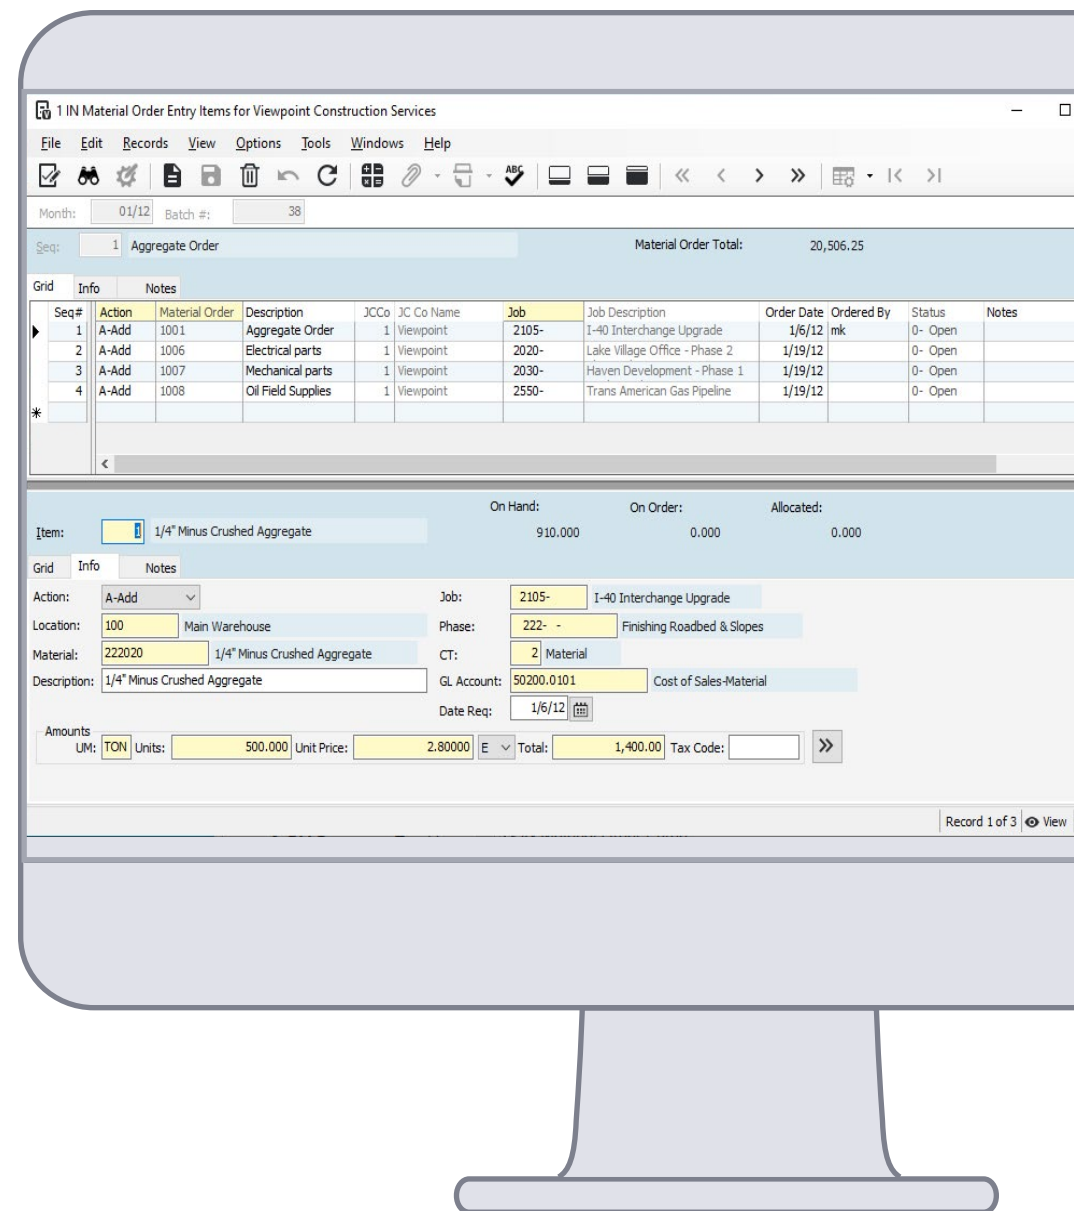 1 IN Material Order Entry Items for Viewpoint Construction Services
File Edit Records View Options Tools Windows Help
ABC
Month: 01/12 Batch #: 38
Seq: 1 Aggregate Order Material Order Total: 20,506.25
Grid Info Notes
Seq# Action Material Order Description JCCo JC Co Name Job Job Description Order Date Ordered By Status Notes
1 A-Add 1001 Aggregate Order 1 Viewpoint 2105- I-40 Interchange Upgrade 1/6/12 mk 0- Open
2 A-Add 1006 Electrical parts 1 Viewpoint 2020- Lake Village Office - Phase 2 1/19/12 0- Open
3 A-Add 1007 Mechanical parts 1 Viewpoint 2030- Haven Development - Phase 1 1/19/12 0- Open
4 A-Add 1008 Oil Field Supplies 1 Viewpoint 2550- Trans American Gas Pipeline 1/19/12 0- Open
On Hand: On Order: Allocated:
Item: 1 1/4" Minus Crushed Aggregate 910.000 0.000 0.000
Grid Info Notes
Action: A-Add Job: 2105- I-40 Interchange Upgrade
Location: 100 Main Warehouse Phase: 222- - Finishing Roadbed & Slopes
Material: 222020 1/4" Minus Crushed Aggregate CT: 2 Material
Description: 1/4" Minus Crushed Aggregate GL Account: 50200.0101 Cost of Sales-Material
Date Req: 1/6/12
Amounts
UM: TON Units: 500.000 Unit Price: 2.80000 E Total: 1,400.00 Tax Code:
Record 1 of 3 View